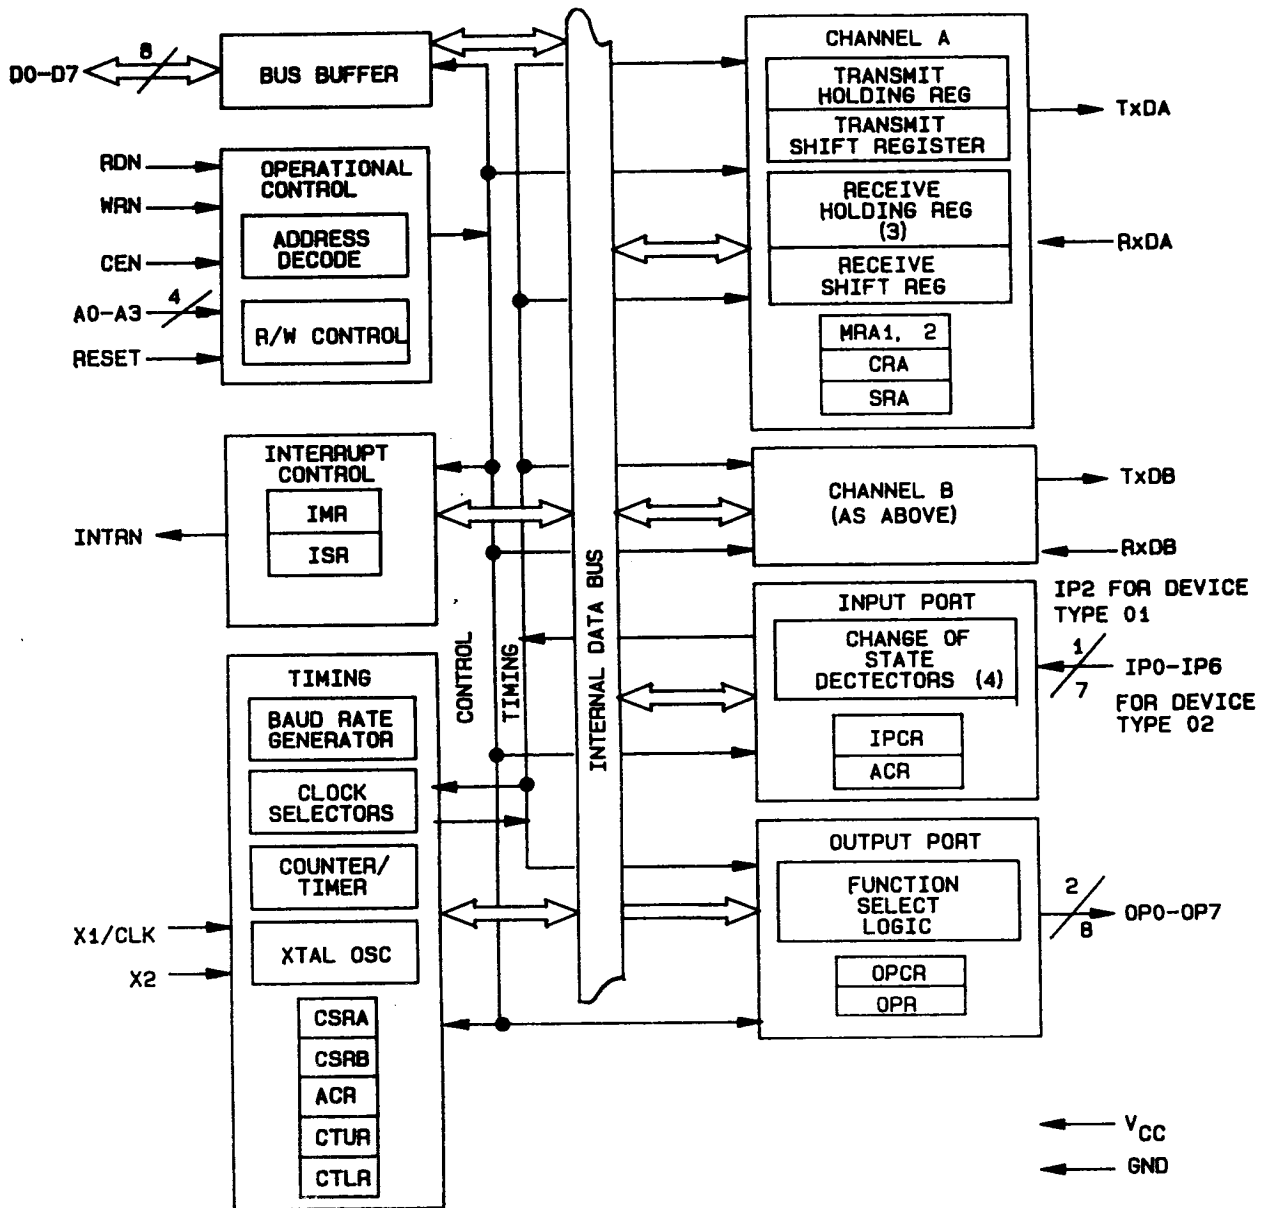 D0-D7
8
BUS BUFFER
RDN
WRN
CEN
A0-A3
4
RESET
OPERATIONAL
CONTROL
ADDRESS
DECODE
R/W CONTROL
INTERRUPT
CONTROL
IMR
ISR
INTRN
TIMING
BAUD RATE
GENERATOR
CLOCK
SELECTORS
COUNTER/
TIMER
XTAL OSC
X1/CLK
X2
CSRA
CSRB
ACR
CTUR
CTLR
CONTROL
TIMING
INTERNAL DATA BUS
CHANNEL A
TRANSMIT
HOLDING REG
TRANSMIT
SHIFT REGISTER
RECEIVE
HOLDING REG
(3)
RECEIVE
SHIFT REG
MRA1, 2
CRA
SRA
TxDA
RxDA
CHANNEL B
(AS ABOVE)
TxDB
RxDB
INPUT PORT
CHANGE OF
STATE
DECTECTORS (4)
IPCR
ACR
IP2 FOR DEVICE
TYPE 01
1
7
IP0-IP6
FOR DEVICE
TYPE 02
OUTPUT PORT
FUNCTION
SELECT
LOGIC
OPCR
OPR
2
8
OP0-OP7
VCC
GND